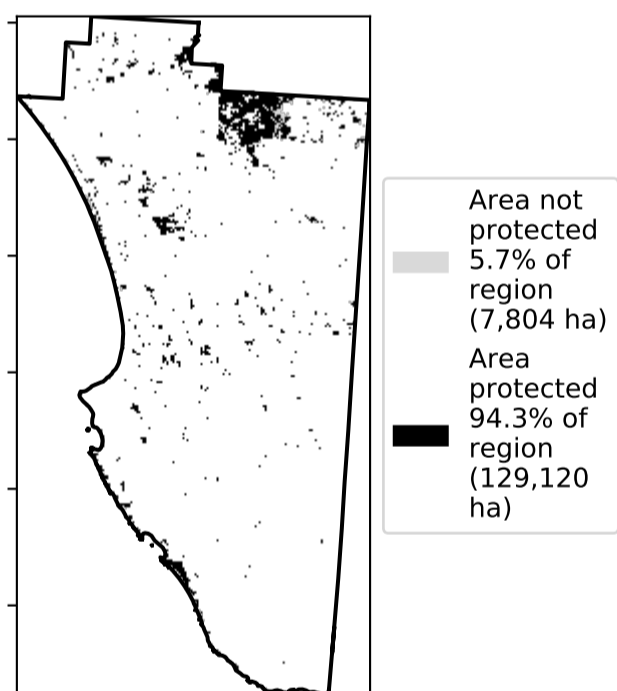 Area not
protected
5.7% of
region
(7,804 ha)
Area
protected
94.3% of
region
(129,120
ha)